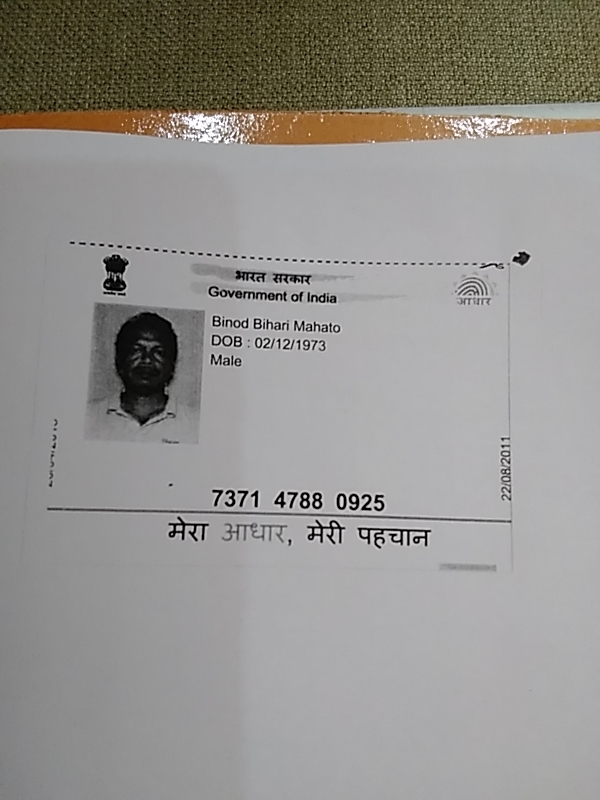 भारत सरकार
Government of India
आधार
Binod Bihari Mahato
DOB : 02/12/1973
Male
22/08/2011
7371 4788 0925
मेरा आधार, मेरी पहचान